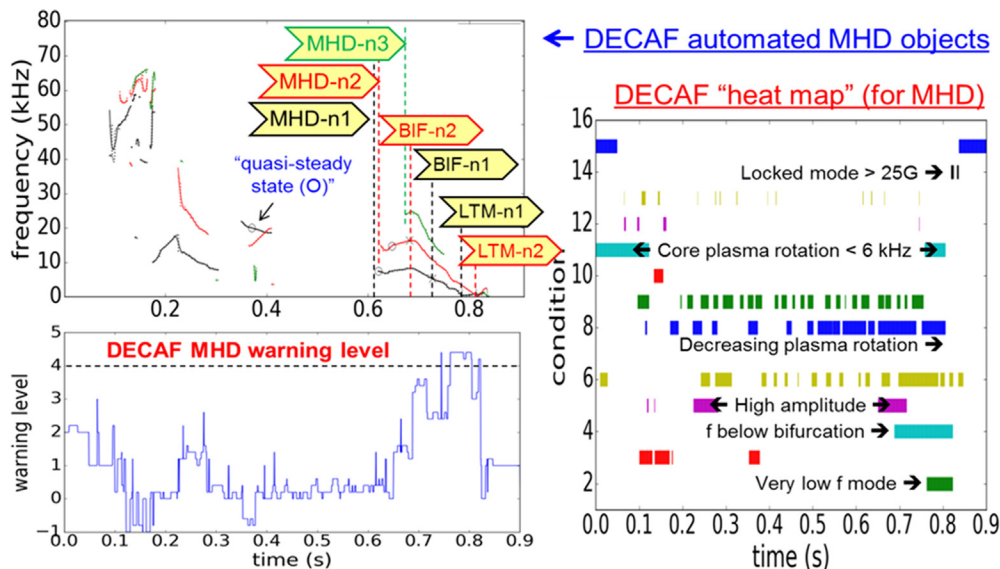 80
70
60
50
40
30
20
10
0
frequency (kHz)
0.2
0.4
0.6
0.8
MHD-n3
MHD-n2
MHD-n1
BIF-n2
BIF-n1
LTM-n1
LTM-n2
“quasi-steady
state (O)”
← DECAF automated MHD objects
DECAF MHD warning level
5
4
3
2
1
0
−1
warning level
0.0 0.1 0.2 0.3 0.4 0.5 0.6 0.7 0.8 0.9
time (s)
DECAF “heat map” (for MHD)
16
14
12
10
8
6
4
2
condition
Locked mode > 25G →
Core plasma rotation < 6 kHz
Decreasing plasma rotation →
← High amplitude →
f below bifurcation →
Very low f mode →
0.0 0.1 0.2 0.3 0.4 0.5 0.6 0.7 0.8 0.9
time (s)